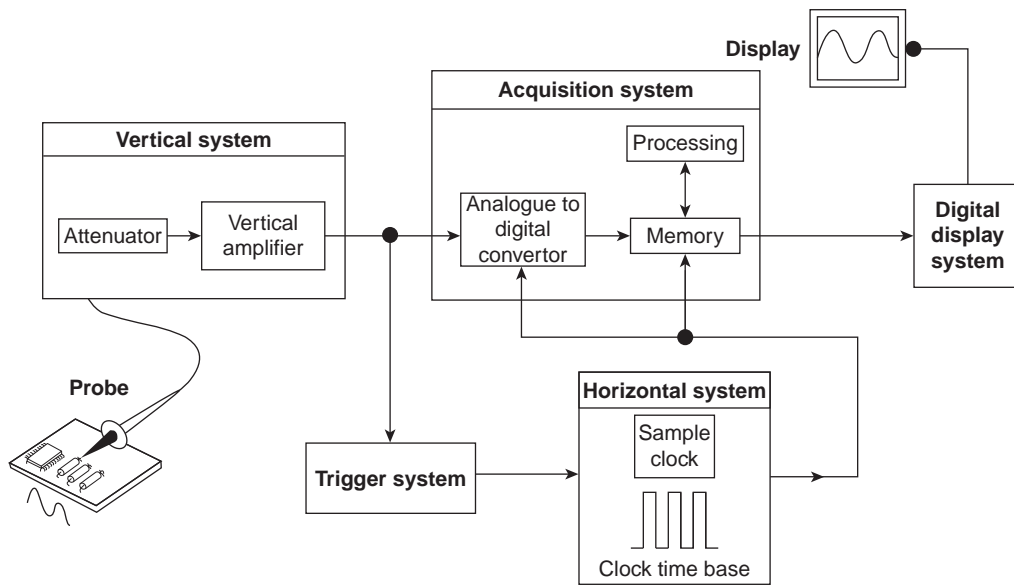 Display
Acquisition system
Vertical system
Processing
Attenuator
Vertical
amplifier
Analogue to
digital
convertor
Memory
Digital
display
system
Probe
Horizontal system
Sample
clock
Trigger system
Clock time base